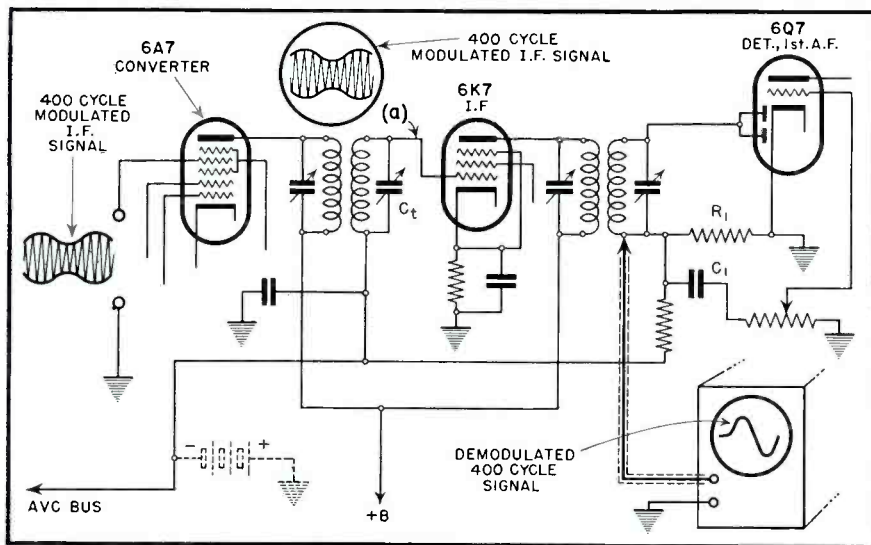 6A7
CONVERTER
400 CYCLE
MODULATED
I.F.
SIGNAL
400 CYCLE
MODULATED I.F. SIGNAL
(a)
6K7
I.F
6Q7
DET., 1st. A.F.
Ct
R1
C1
- +
AVC BUS
+B
DEMODULATED
400 CYCLE
SIGNAL